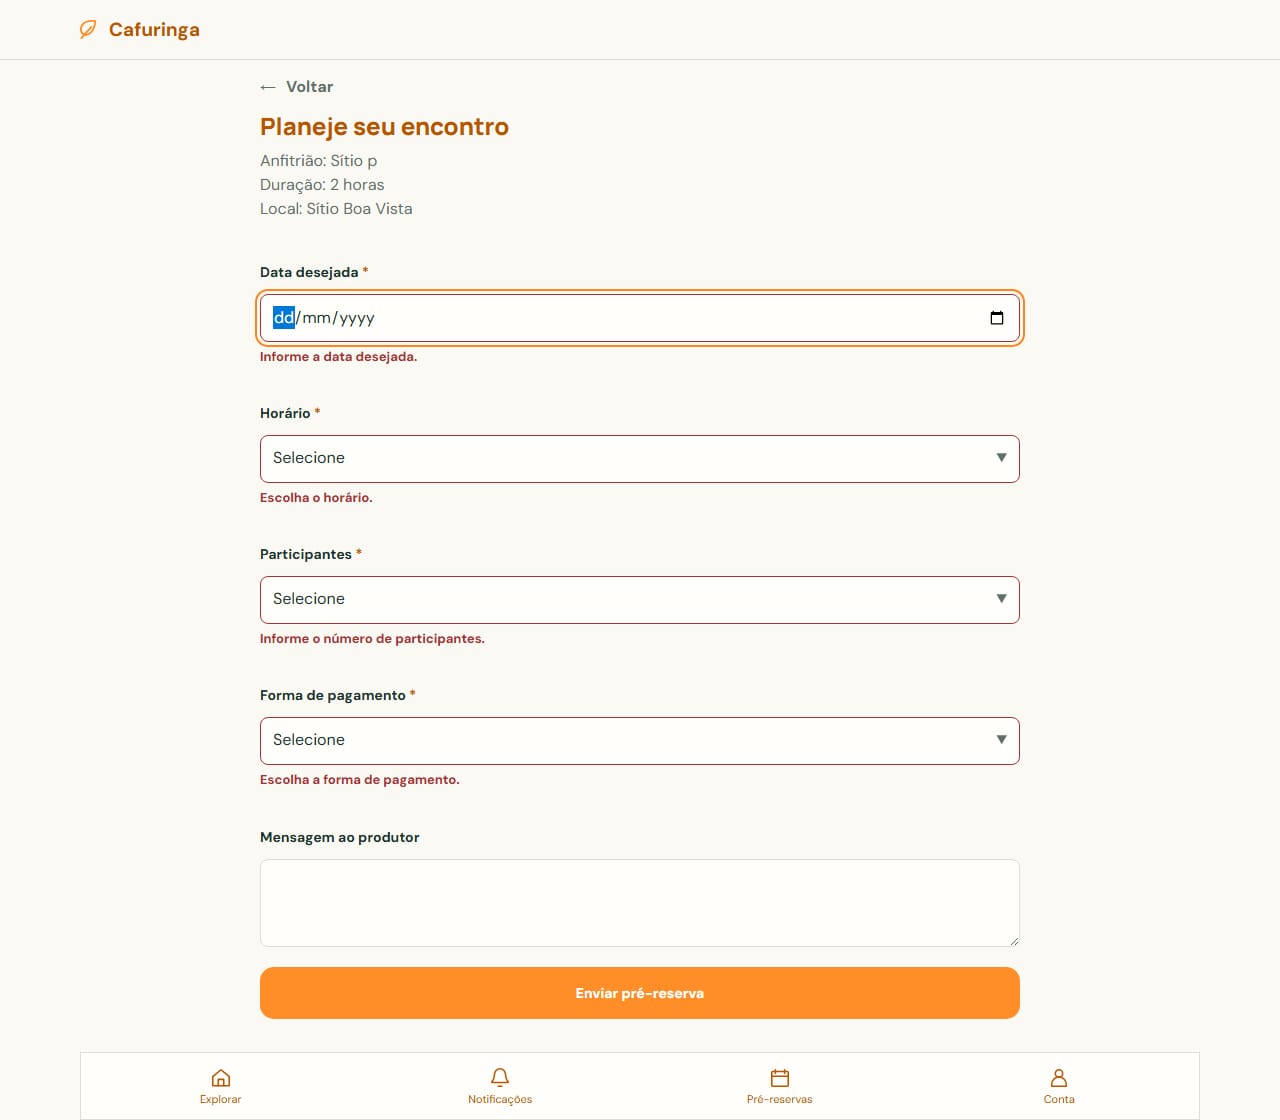 Cafuringa
← Voltar
Planeje seu encontro
Anfitrião: Sítio p
Duração: 2 horas
Local: Sítio Boa Vista
Data desejada *
dd/mm/yyyy
Informe a data desejada.
Horário *
Selecione
Escolha o horário.
Participantes *
Selecione
Informe o número de participantes.
Forma de pagamento *
Selecione
Escolha a forma de pagamento.
Mensagem ao produtor
Enviar pré-reserva
Explorar Notificações Pré-reservas Conta